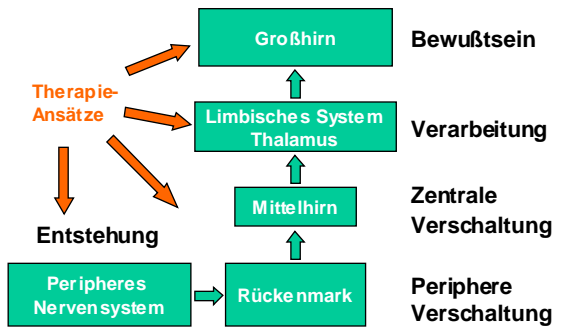 Großhirn
Bewußtsein
Therapie-
Ansätze
Limbisches System
Thalamus
Verarbeitung
Mittelhirn
Zentrale
Verschaltung
Entstehung
Peripheres
Nervensystem
Rückenmark
Periphere
Verschaltung